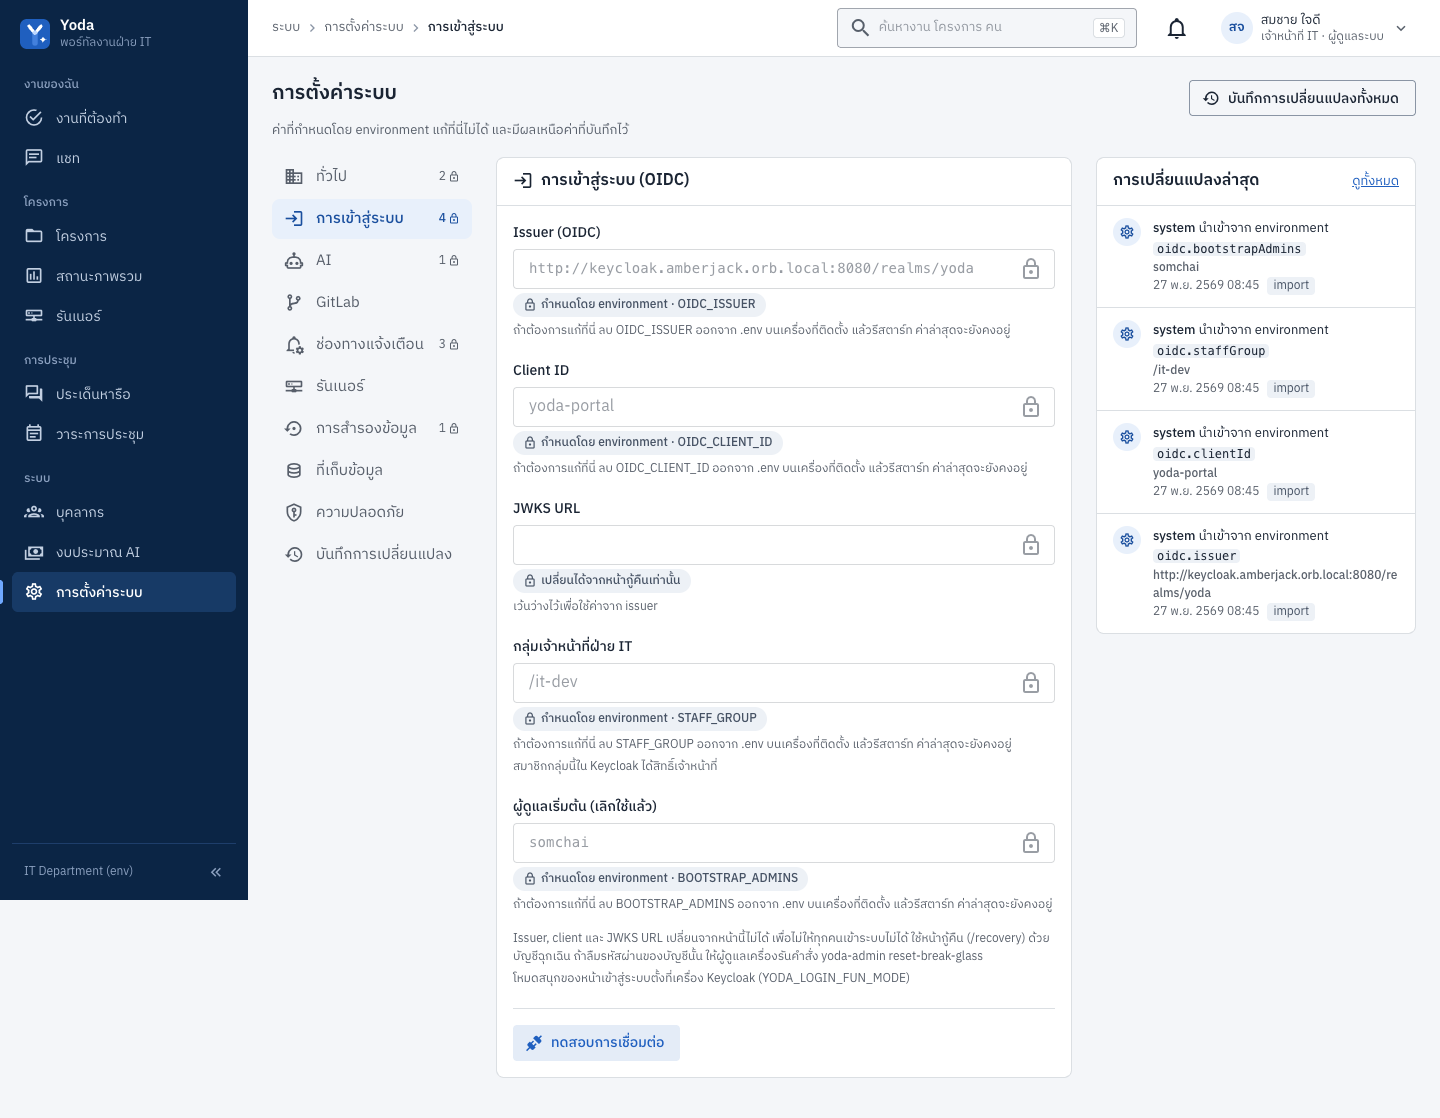 Yoda
พอร์ทัลงานฝ่าย IT
งานของฉัน
งานที่ต้องทำ
แชท
โครงการ
โครงการ
สถานะภาพรวม
รันเนอร์
การประชุม
ประเด็นหารือ
วาระการประชุม
ระบบ
บุคลากร
งบประมาณ AI
การตั้งค่าระบบ
IT Department (env)
ระบบ › การตั้งค่าระบบ › การเข้าสู่ระบบ
ค้นหางาน โครงการ คน ⌘K
สจ
สมชาย ใจดี
เจ้าหน้าที่ IT · ผู้ดูแลระบบ
การตั้งค่าระบบ
ค่าที่กำหนดโดย environment แก้ที่นี่ไม่ได้ และมีผลเหนือค่าที่บันทึกไว้
บันทึกการเปลี่ยนแปลงทั้งหมด
ทั่วไป 2
การเข้าสู่ระบบ 4
AI 1
GitLab
ช่องทางแจ้งเตือน 3
รันเนอร์
การสำรองข้อมูล 1
ที่เก็บข้อมูล
ความปลอดภัย
บันทึกการเปลี่ยนแปลง
การเข้าสู่ระบบ (OIDC)
Issuer (OIDC)
http://keycloak.amberjack.orb.local:8080/realms/yoda
กำหนดโดย environment · OIDC_ISSUER
ถ้าต้องการแก้ที่นี่ ลบ OIDC_ISSUER ออกจาก .env บนเครื่องที่ติดตั้ง แล้วรีสตาร์ท ค่าล่าสุดจะยังคงอยู่
Client ID
yoda-portal
กำหนดโดย environment · OIDC_CLIENT_ID
ถ้าต้องการแก้ที่นี่ ลบ OIDC_CLIENT_ID ออกจาก .env บนเครื่องที่ติดตั้ง แล้วรีสตาร์ท ค่าล่าสุดจะยังคงอยู่
JWKS URL
เปลี่ยนได้จากหน้ากู้คืนเท่านั้น
เว้นว่างไว้เพื่อใช้ค่าจาก issuer
กลุ่มเจ้าหน้าที่ฝ่าย IT
/it-dev
กำหนดโดย environment · STAFF_GROUP
ถ้าต้องการแก้ที่นี่ ลบ STAFF_GROUP ออกจาก .env บนเครื่องที่ติดตั้ง แล้วรีสตาร์ท ค่าล่าสุดจะยังคงอยู่
สมาชิกกลุ่มนี้ใน Keycloak ได้สิทธิ์เจ้าหน้าที่
ผู้ดูแลเริ่มต้น (เลิกใช้แล้ว)
somchai
กำหนดโดย environment · BOOTSTRAP_ADMINS
ถ้าต้องการแก้ที่นี่ ลบ BOOTSTRAP_ADMINS ออกจาก .env บนเครื่องที่ติดตั้ง แล้วรีสตาร์ท ค่าล่าสุดจะยังคงอยู่
Issuer, client และ JWKS URL เปลี่ยนจากหน้านี้ไม่ได้ เพื่อไม่ให้ทุกคนเข้าระบบไม่ได้ ใช้หน้ากู้คืน (/recovery) ด้วย
บัญชีฉุกเฉิน ถ้าลืมรหัสผ่านของบัญชีนั้น ให้ผู้ดูแลเครื่องรันคำสั่ง yoda-admin reset-break-glass
โหมดสนุกของหน้าเข้าสู่ระบบตั้งที่เครื่อง Keycloak (YODA_LOGIN_FUN_MODE)
ทดสอบการเชื่อมต่อ
การเปลี่ยนแปลงล่าสุด
ดูทั้งหมด
system นำเข้าจาก environment
oidc.bootstrapAdmins
somchai
27 พ.ย. 2569 08:45 import
system นำเข้าจาก environment
oidc.staffGroup
/it-dev
27 พ.ย. 2569 08:45 import
system นำเข้าจาก environment
oidc.clientId
yoda-portal
27 พ.ย. 2569 08:45 import
system นำเข้าจาก environment
oidc.issuer
http://keycloak.amberjack.orb.local:8080/re
alms/yoda
27 พ.ย. 2569 08:45 import